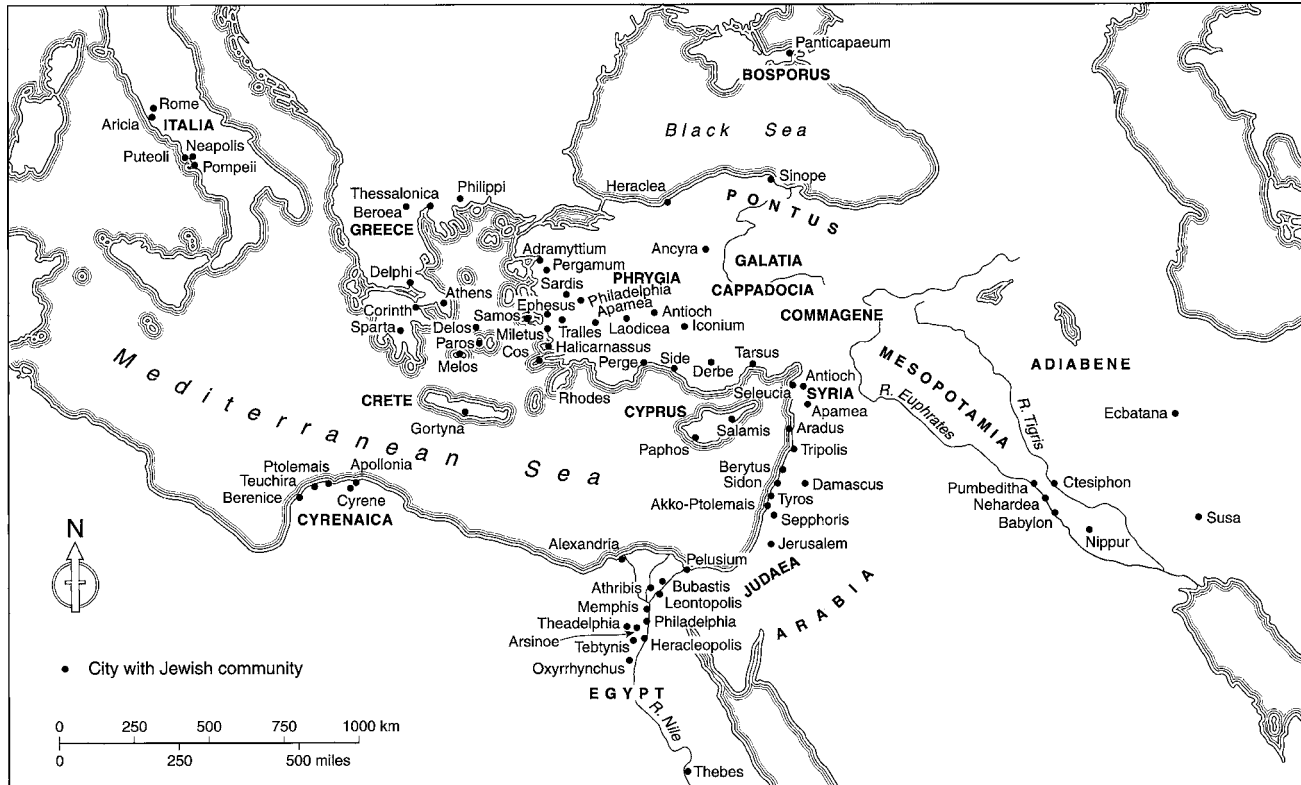 Panticapaeum
BOSPORUS
Rome
Aricia
ITALIA
Black Sea
Neapolis
Puteoli
Pompeii
Sinope
Heraclea
PONTUS
Philippi
Thessalonica
Beroea
GREECE
Ancyra
Adramyttium
Pergamum
GALATIA
PHRYGIA
Delphi
Sardis
CAPPADOCIA
Athens
Philadelphia
Corinth
Ephesus
Apamea
Antioch
COMMAGENE
Samos
Sparta
Delos
Miletus
Tralles
Laodicea
Iconium
Paros
Halicarnassus
Cos
Melos
Perge
Side
Derbe
Tarsus
MESOPOTAMIA
ADIABENE
Mediterranean Sea
Antioch
Seleucia
SYRIA
R. Euphrates
R. Tigris
Rhodes
CRETE
CYPRUS
Apamea
Ecbatana
Gortyna
Salamis
Aradus
Paphos
Tripolis
Ptolemais
Apollonia
Teuchira
Berytus
Berenice
Cyrene
Sidon
Damascus
Pumbeditha
Ctesiphon
Akko-Ptolemais
Tyros
Nehardea
CYRENAICA
Sepphoris
Babylon
Susa
N
Nippur
Alexandria
Jerusalem
Pelusium
JUDAEA
ARABIA
Athribis
Bubastis
Leontopolis
Memphis
Theadelphia
Philadelphia
Arsinoe
Tebtynis
Heracleopolis
Oxyrrhynchus
City with Jewish community
EGYPT
R. Nile
0 250 500 750 1000 km
0 250 500 miles
Thebes